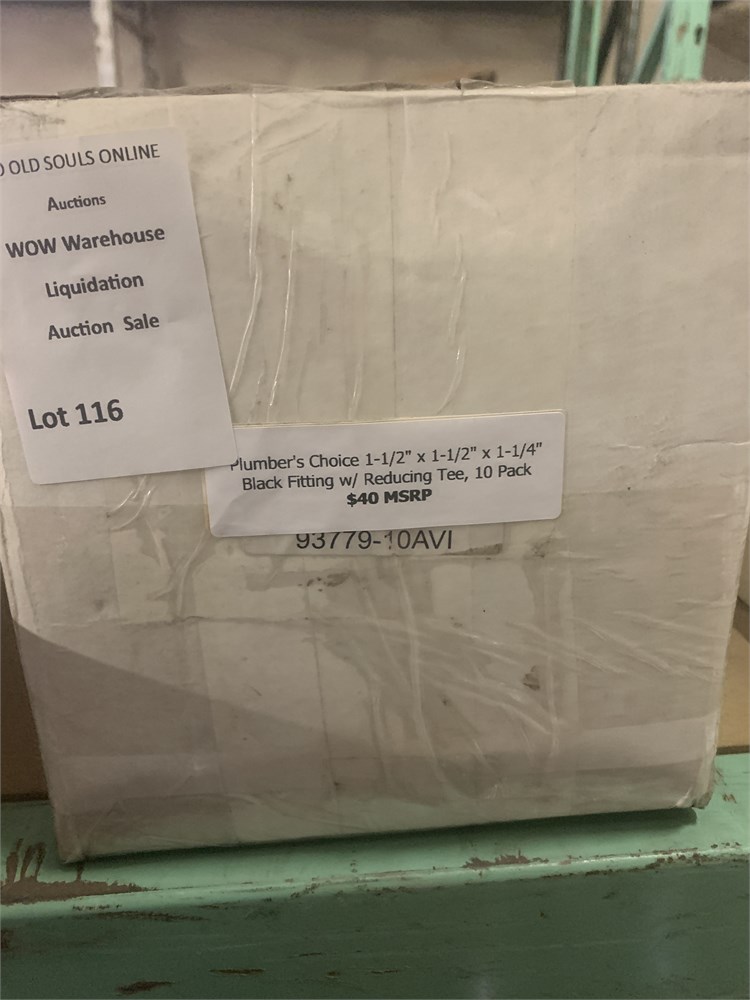 OLD SOULS ONLINE
Auctions
WOW Warehouse
Liquidation
Auction Sale
Lot 116
Plumber's Choice 1-1/2" x 1-1/2" x 1-1/4"
Black Fitting w/ Reducing Tee, 10 Pack
$40 MSRP
93779-10AVI